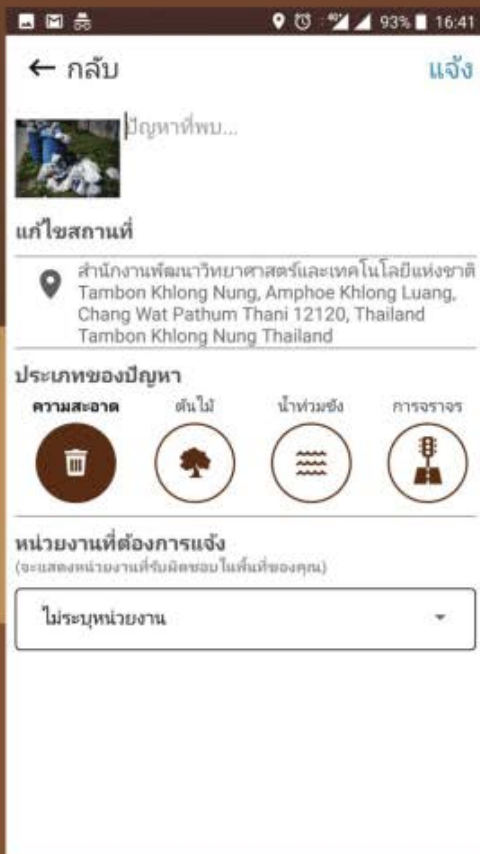 93% 16:41
← กลับ แจ้ง
ปัญหาที่พบ...
แก้ไขสถานที่
สำนักงานพัฒนาวิทยาศาสตร์และเทคโนโลยีแห่งชาติ
Tambon Khlong Nung, Amphoe Khlong Luang,
Chang Wat Pathum Thani 12120, Thailand
Tambon Khlong Nung Thailand
ประเภทของปัญหา
ความสะอาด ต้นไม้ น้ำท่วมขัง การจราจร
หน่วยงานที่ต้องการแจ้ง
(จะแสดงหน่วยงานที่รับผิดชอบในพื้นที่ของคุณ)
ไม่ระบุหน่วยงาน